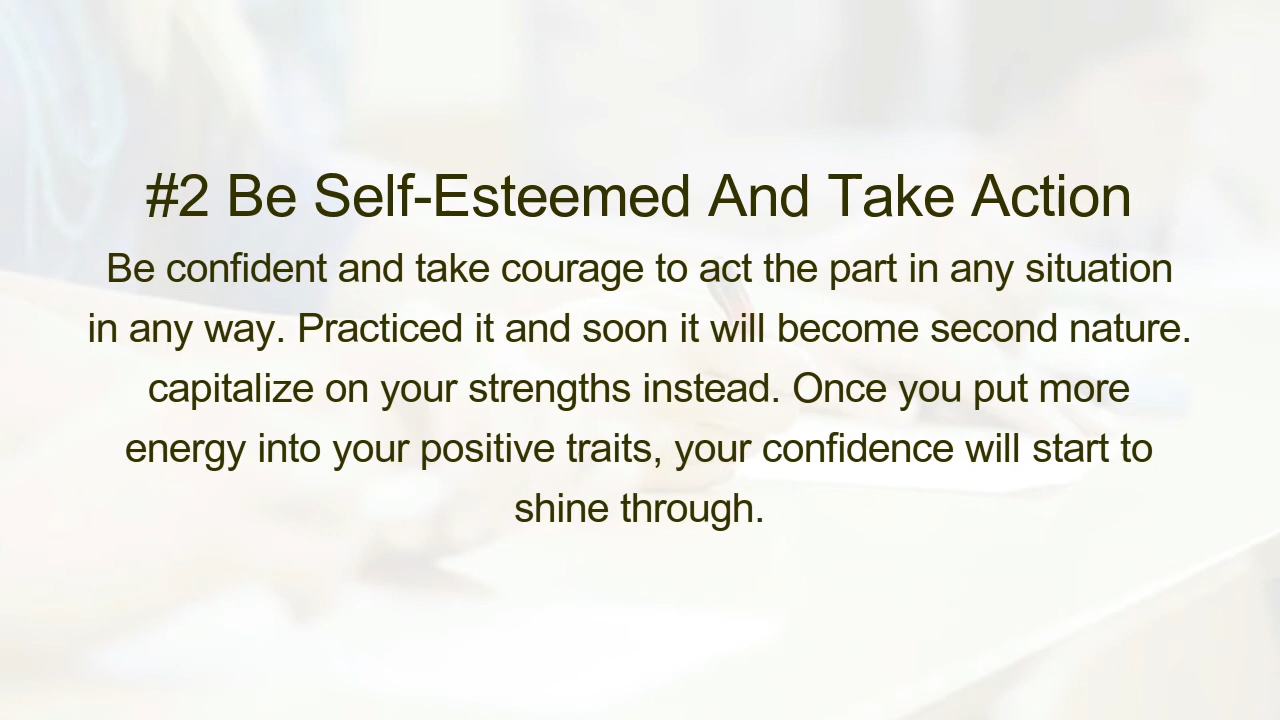 #2 Be Self-Esteemed And Take Action
Be confident and take courage to act the part in any situation
in any way. Practiced it and soon it will become second nature.
capitalize on your strengths instead. Once you put more
energy into your positive traits, your confidence will start to
shine through.